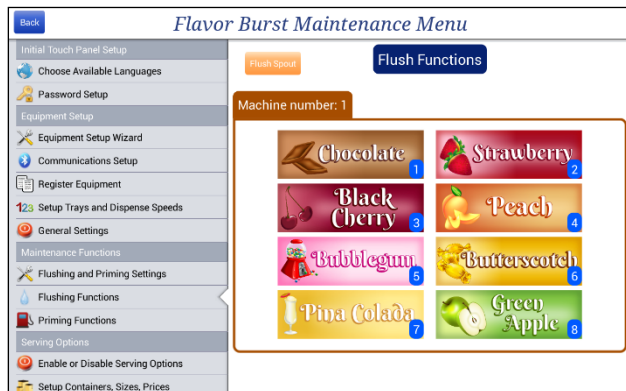 Back
Flavor Burst Maintenance Menu
Initial Touch Panel Setup
Choose Available Languages
Password Setup
Equipment Setup
Equipment Setup Wizard
Communications Setup
Register Equipment
123 Setup Trays and Dispense Speeds
General Settings
Maintenance Functions
Flushing and Priming Settings
Flushing Functions
Priming Functions
Serving Options
Enable or Disable Serving Options
Setup Containers, Sizes, Prices
Flush Spout
Flush Functions
Machine number: 1
Chocolate
1
Strawberry
2
Black
Cherry
3
Peach
4
Bubblegum
5
Butterscotch
6
Pina Colada
7
Green
Apple
8